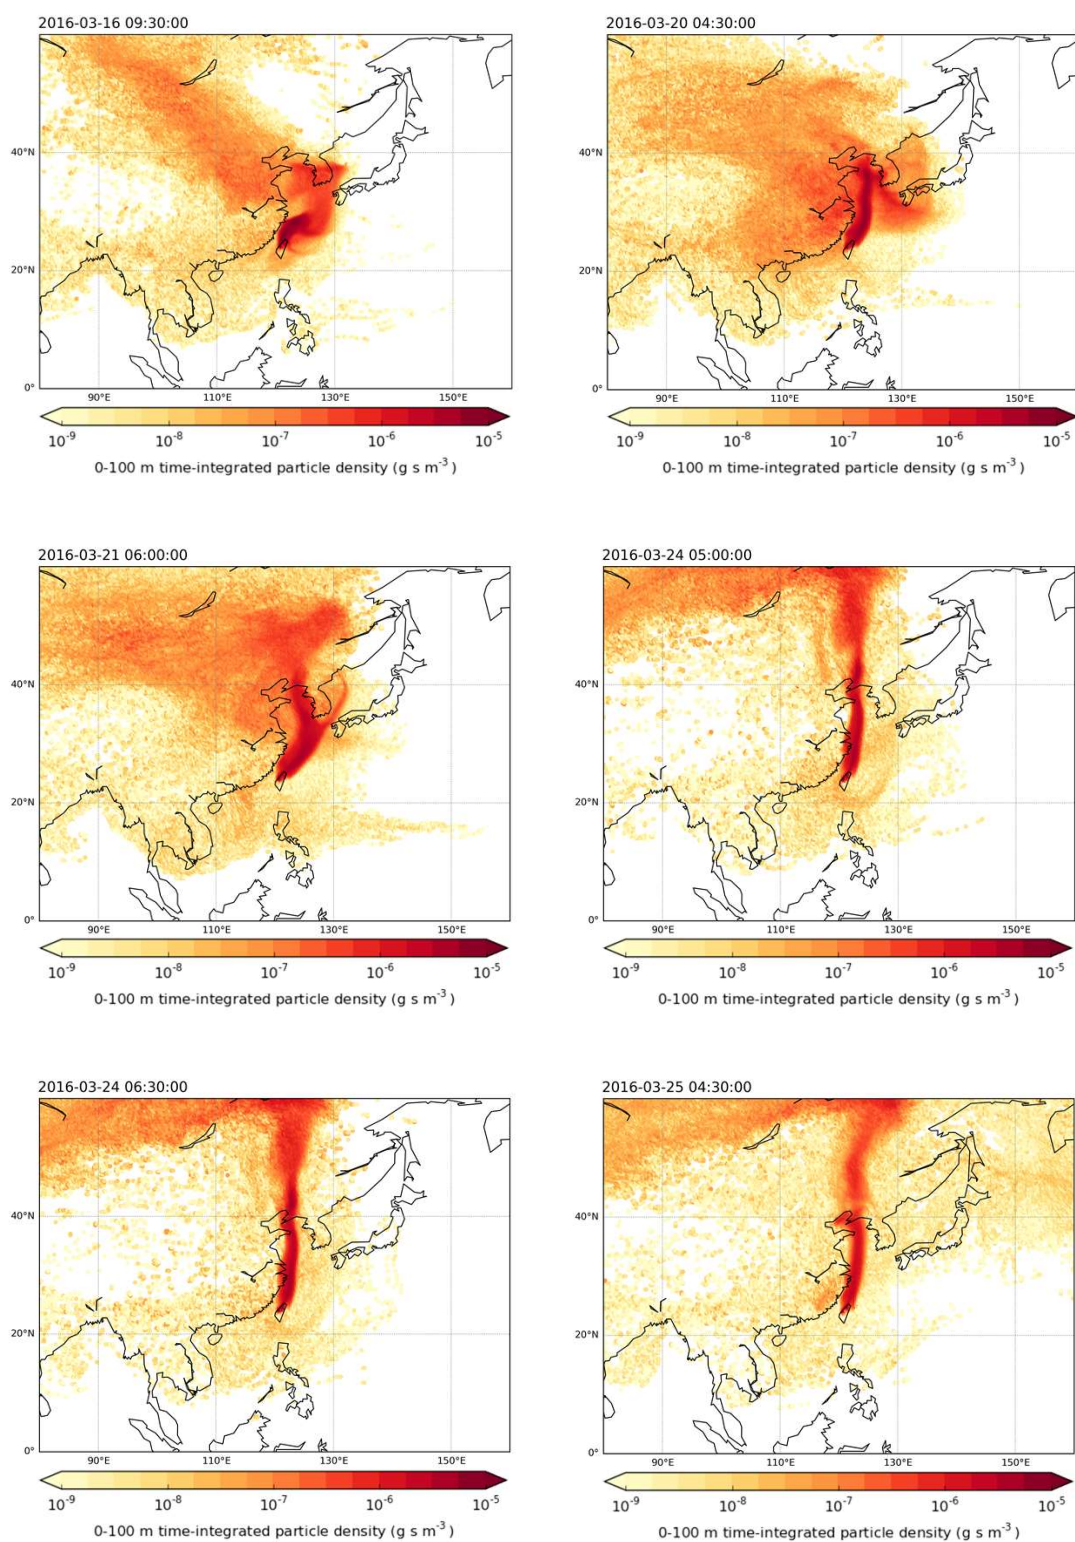 2016-03-16 09:30:00
40°N
20°N
0°
90°E 110°E 130°E 150°E
10⁻⁹ 10⁻⁸ 10⁻⁷ 10⁻⁶ 10⁻⁵
0-100 m time-integrated particle density (g s m⁻³)
2016-03-20 04:30:00
40°N
20°N
0°
90°E 110°E 130°E 150°E
10⁻⁹ 10⁻⁸ 10⁻⁷ 10⁻⁶ 10⁻⁵
0-100 m time-integrated particle density (g s m⁻³)
2016-03-21 06:00:00
40°N
20°N
0°
90°E 110°E 130°E 150°E
10⁻⁹ 10⁻⁸ 10⁻⁷ 10⁻⁶ 10⁻⁵
0-100 m time-integrated particle density (g s m⁻³)
2016-03-24 05:00:00
40°N
20°N
0°
90°E 110°E 130°E 150°E
10⁻⁹ 10⁻⁸ 10⁻⁷ 10⁻⁶ 10⁻⁵
0-100 m time-integrated particle density (g s m⁻³)
2016-03-24 06:30:00
40°N
20°N
0°
90°E 110°E 130°E 150°E
10⁻⁹ 10⁻⁸ 10⁻⁷ 10⁻⁶ 10⁻⁵
0-100 m time-integrated particle density (g s m⁻³)
2016-03-25 04:30:00
40°N
20°N
0°
90°E 110°E 130°E 150°E
10⁻⁹ 10⁻⁸ 10⁻⁷ 10⁻⁶ 10⁻⁵
0-100 m time-integrated particle density (g s m⁻³)